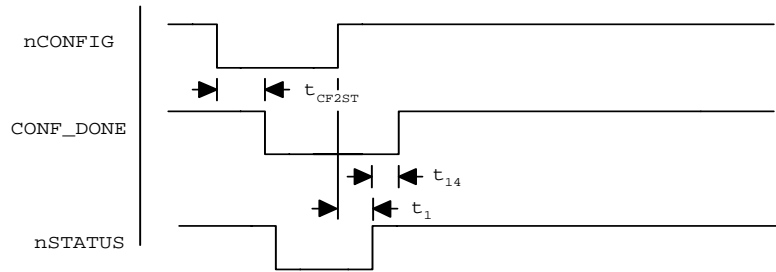 nCONFIG
t_CF2ST
CONF_DONE
t_14
t_1
nSTATUS